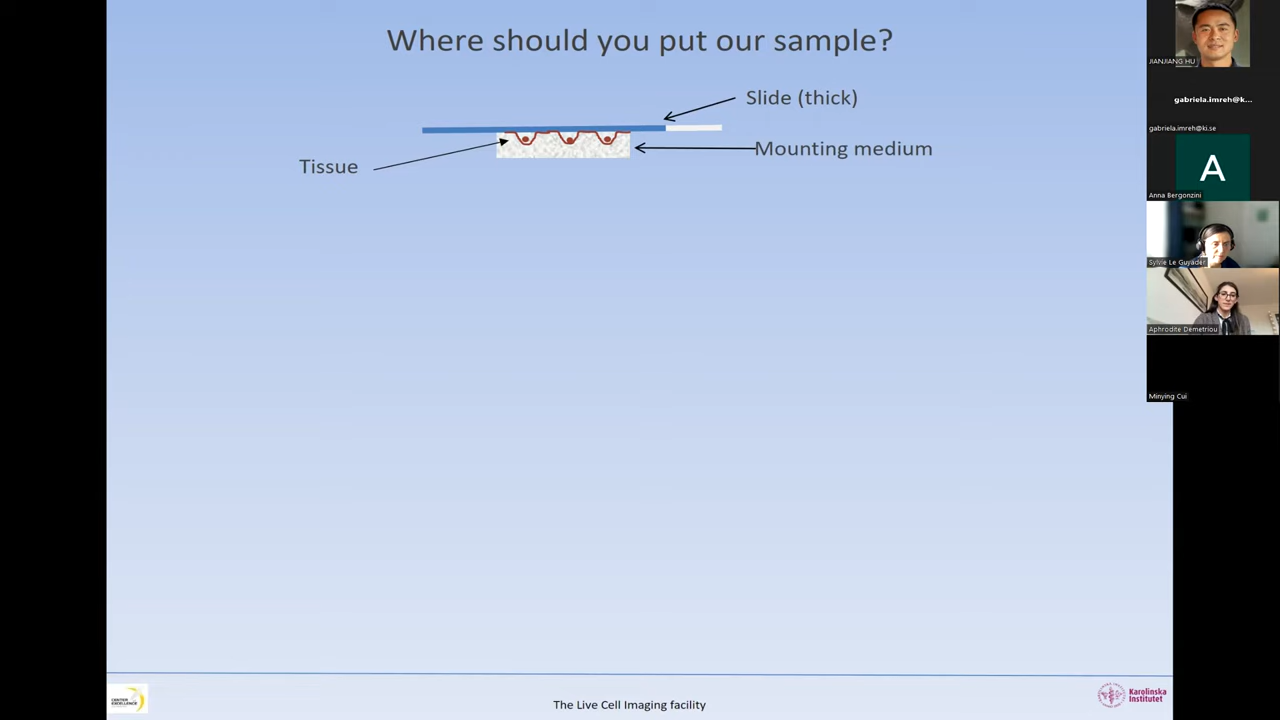 Where should you put our sample?
Slide (thick)
Mounting medium
Tissue
JIANJIANG HU
gabriela.imreh@k...
gabriela.imreh@ki.se
A
Anna Bergonzini
Sylvie Le Guyader
Aphrodite Demetriou
Minying Cui
The Live Cell Imaging facility
Karolinska
Institutet